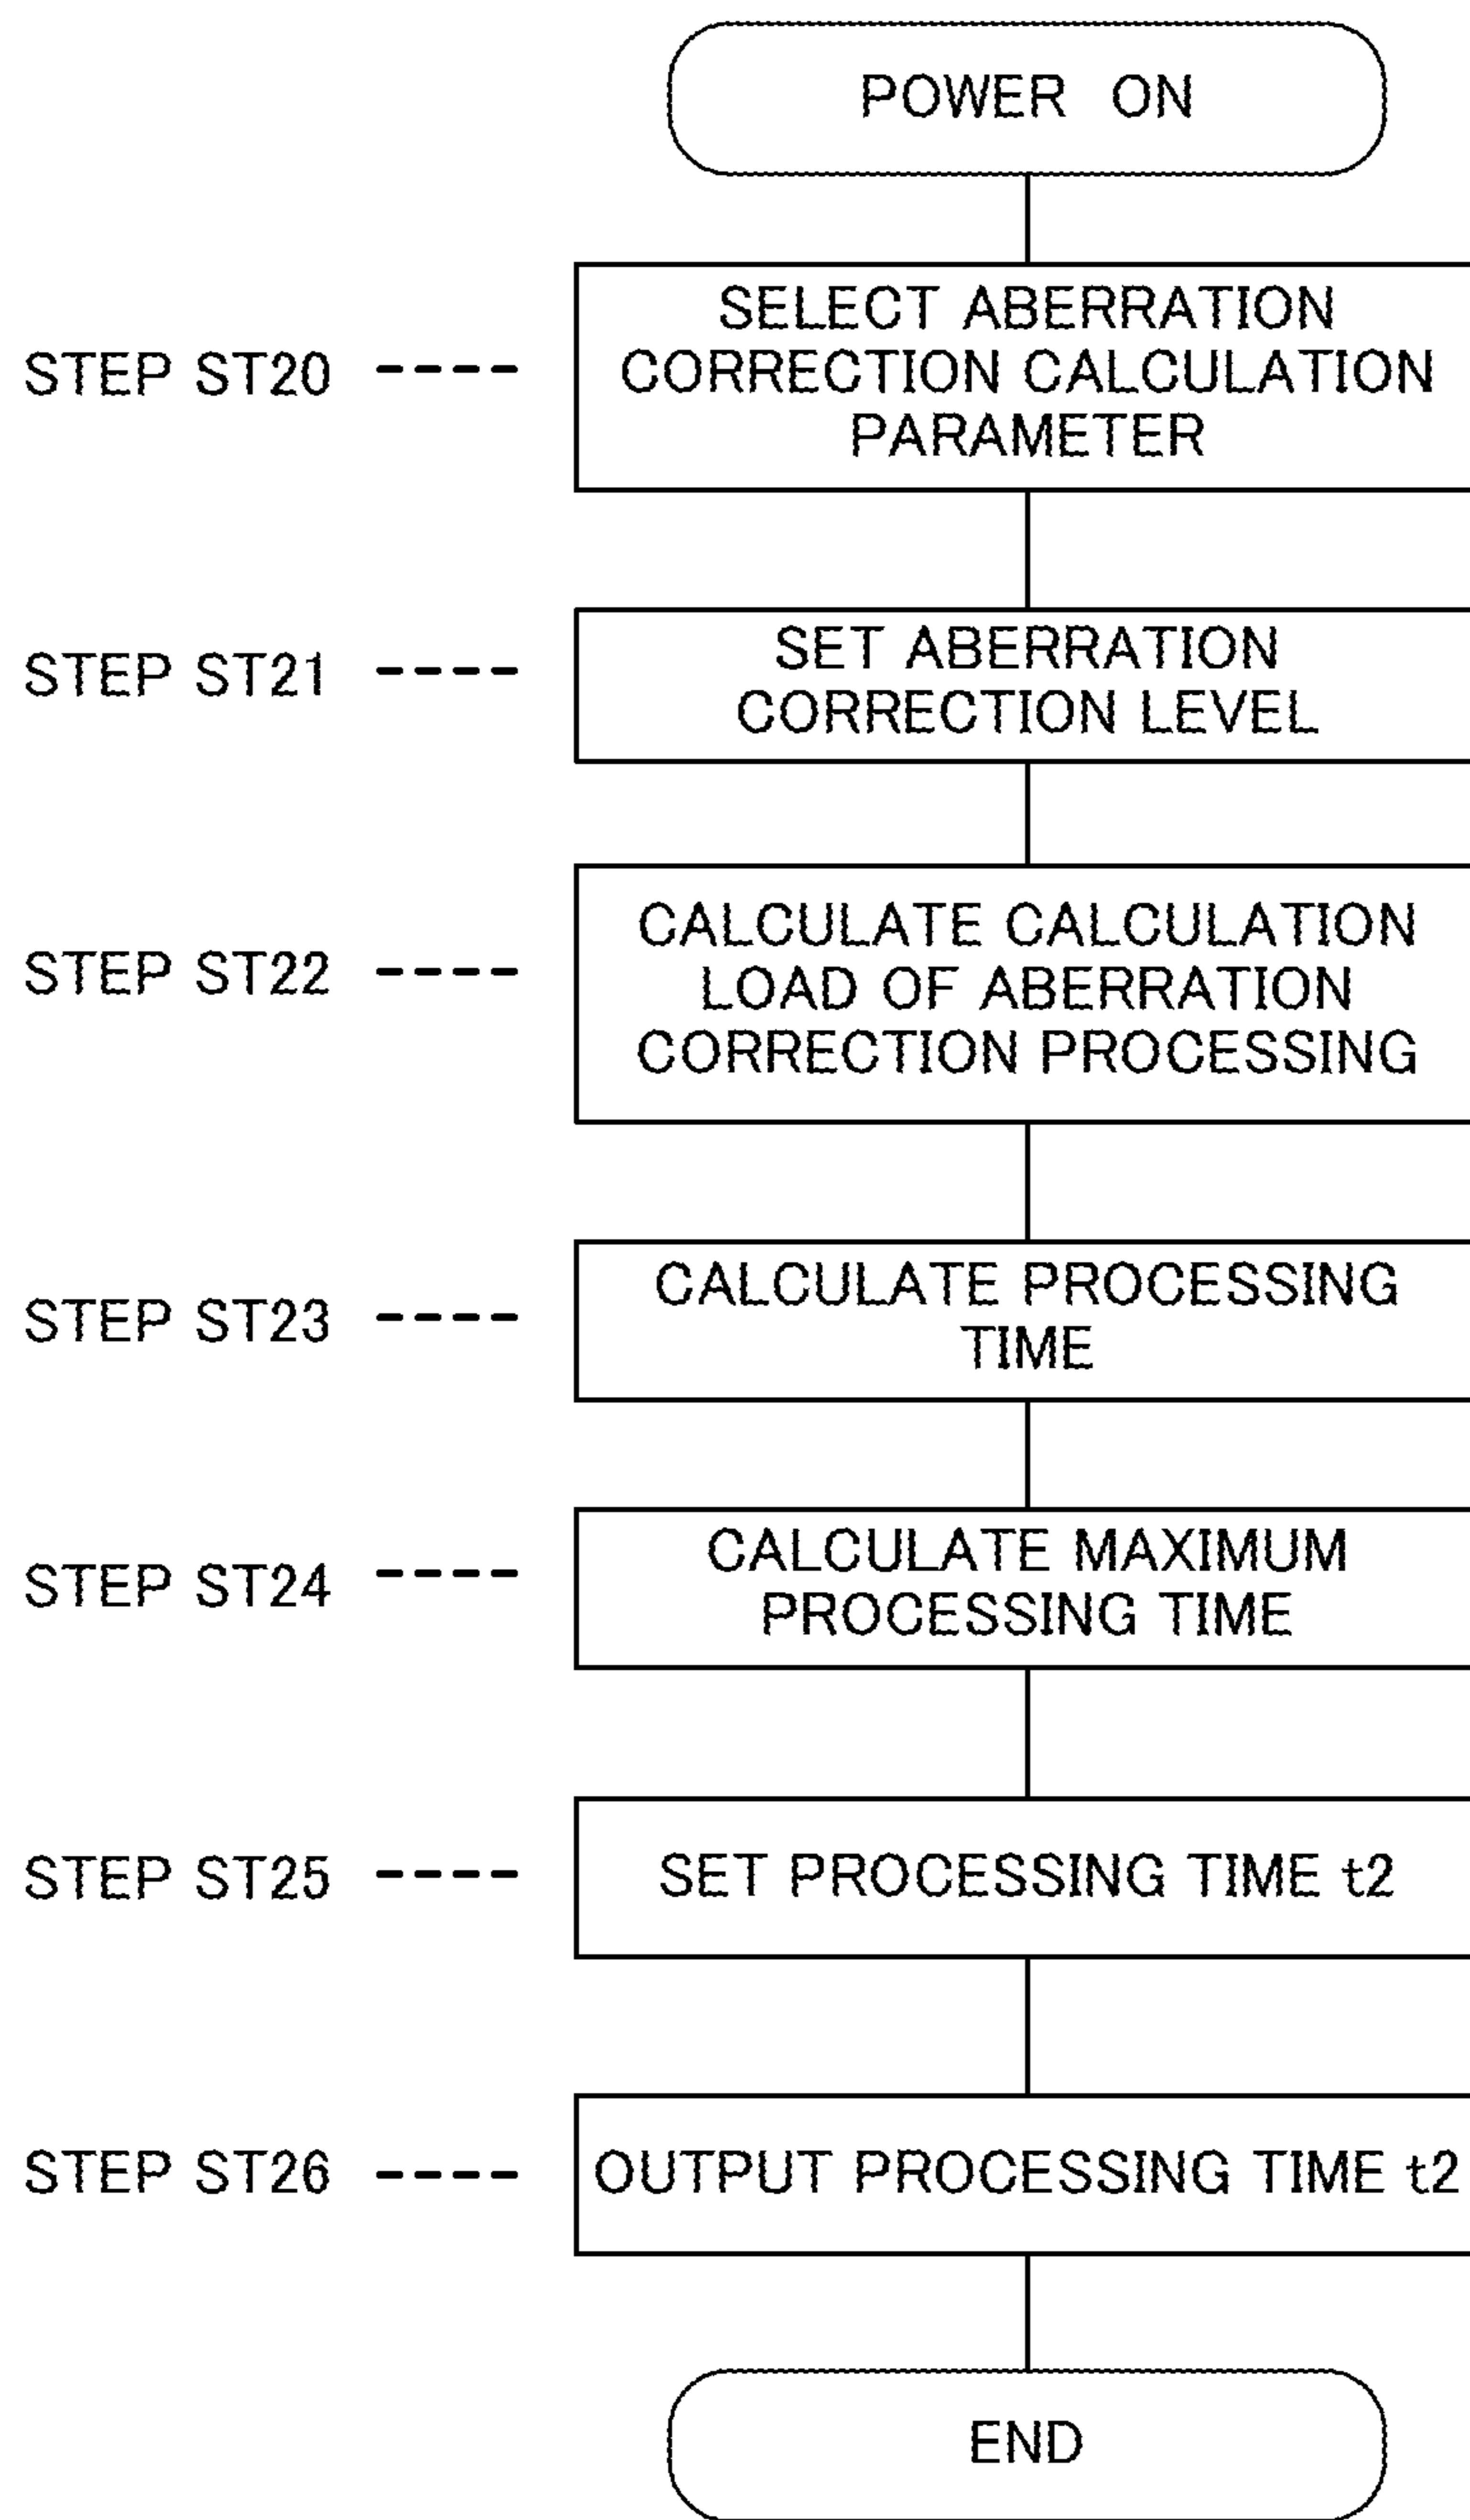 POWER ON
SELECT ABERRATION
STEP ST20 ---- CORRECTION CALCULATION
PARAMETER
SET ABERRATION
STEP ST21 ---- CORRECTION LEVEL
CALCULATE CALCULATION
STEP ST22 ---- LOAD OF ABERRATION
CORRECTION PROCESSING
CALCULATE PROCESSING
STEP ST23 ---- TIME
CALCULATE MAXIMUM
STEP ST24 ---- PROCESSING TIME
STEP ST25 ---- SET PROCESSING TIME t2
STEP ST26 ---- OUTPUT PROCESSING TIME t2
END